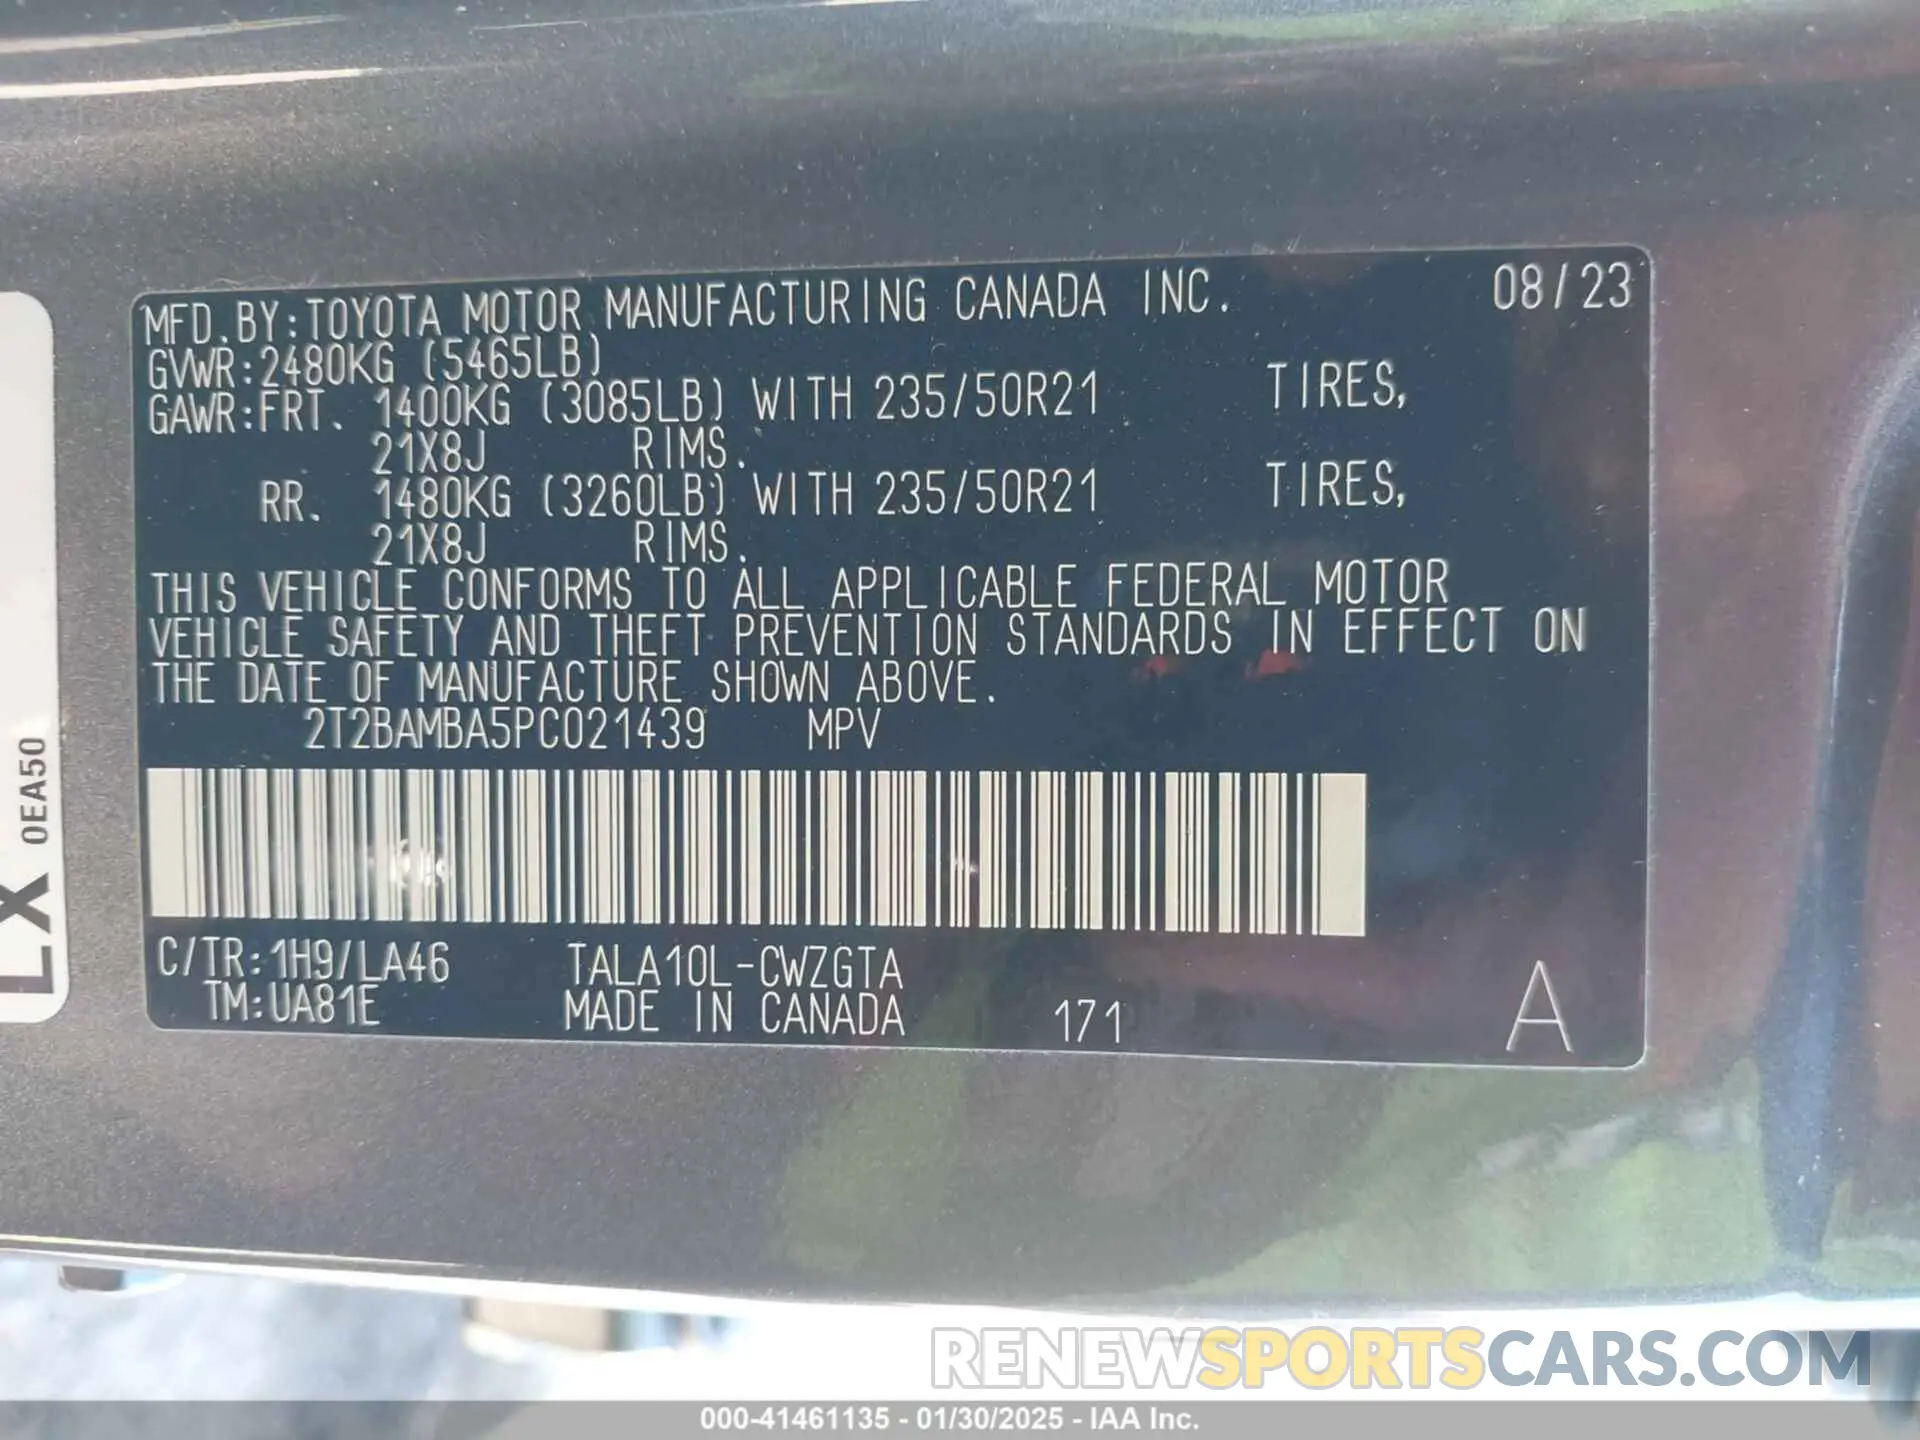 MFD.BY:TOYOTA MOTOR MANUFACTURING CANADA INC. 08/23
GVWR:2480KG (5465LB)
GAWR:FRT. 1400KG (3085LB) WITH 235/50R21 TIRES,
21X8J RIMS.
RR. 1480KG (3260LB) WITH 235/50R21 TIRES,
21X8J RIMS.
THIS VEHICLE CONFORMS TO ALL APPLICABLE FEDERAL MOTOR
VEHICLE SAFETY AND THEFT PREVENTION STANDARDS IN EFFECT ON
THE DATE OF MANUFACTURE SHOWN ABOVE.
2T2BAMBA5PC021439 MPV
C/TR:1H9/LA46 TALA10L-CWZGTA
TM:UA81E MADE IN CANADA 171 A
LX 0EA50
RENEWSPORTSCARS.COM
000-41461135 - 01/30/2025 - IAA Inc.